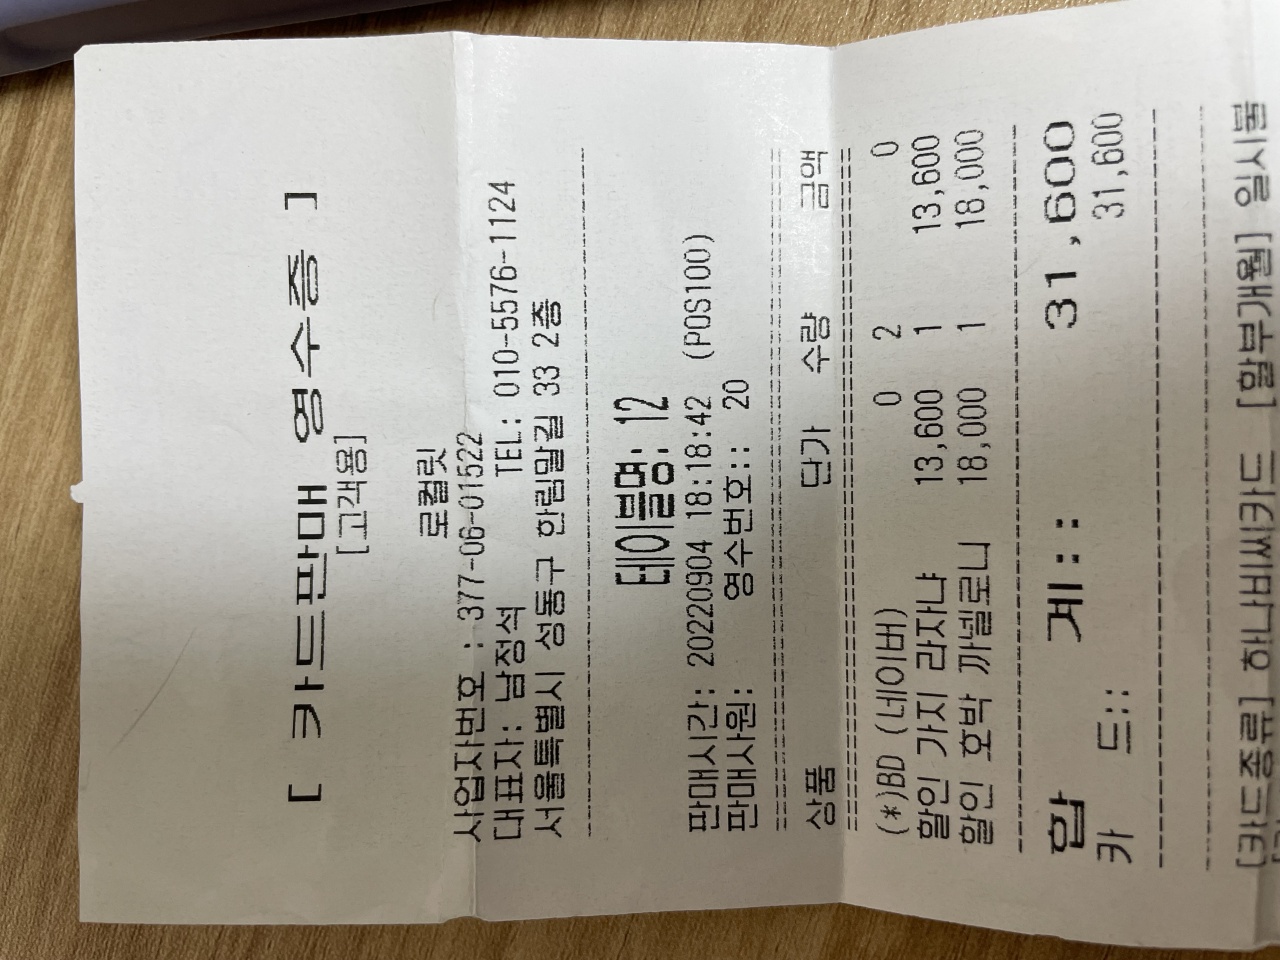 [ 카드판매 영수증 ]
[고객용]
로컬릿
사업자번호 : 377-06-01522
대표자: 남정석 TEL: 010-5576-1124
서울특별시 성동구 한림말길 33 2층
테이블명: 12
판매시간: 20220904 18:18:42 (POS100)
판매사원: 영수번호:: 20
상품 단가 수량 금액
(*)BD (네이버) 0 2 0
할인 가지 라자냐 13,600 1 13,600
할인 호박 까넬로니 18,000 1 18,000
합 계:: 31,600
카 드:: 31,600
[카드종류] 하나비씨카드 [할부개월] 일시불